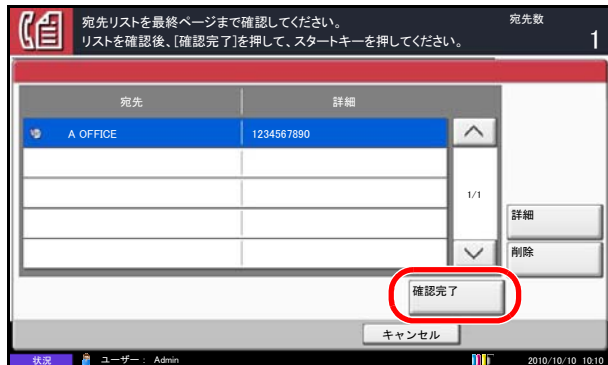 宛先リストを最終ページまで確認してください。
リストを確認後、[確認完了]を押して、スタートキーを押してください。
宛先数
1
宛先 詳細
A OFFICE 1234567890
1/1
詳細
削除
確認完了
キャンセル
状況 ユーザー： Admin 2010/10/10 10:10